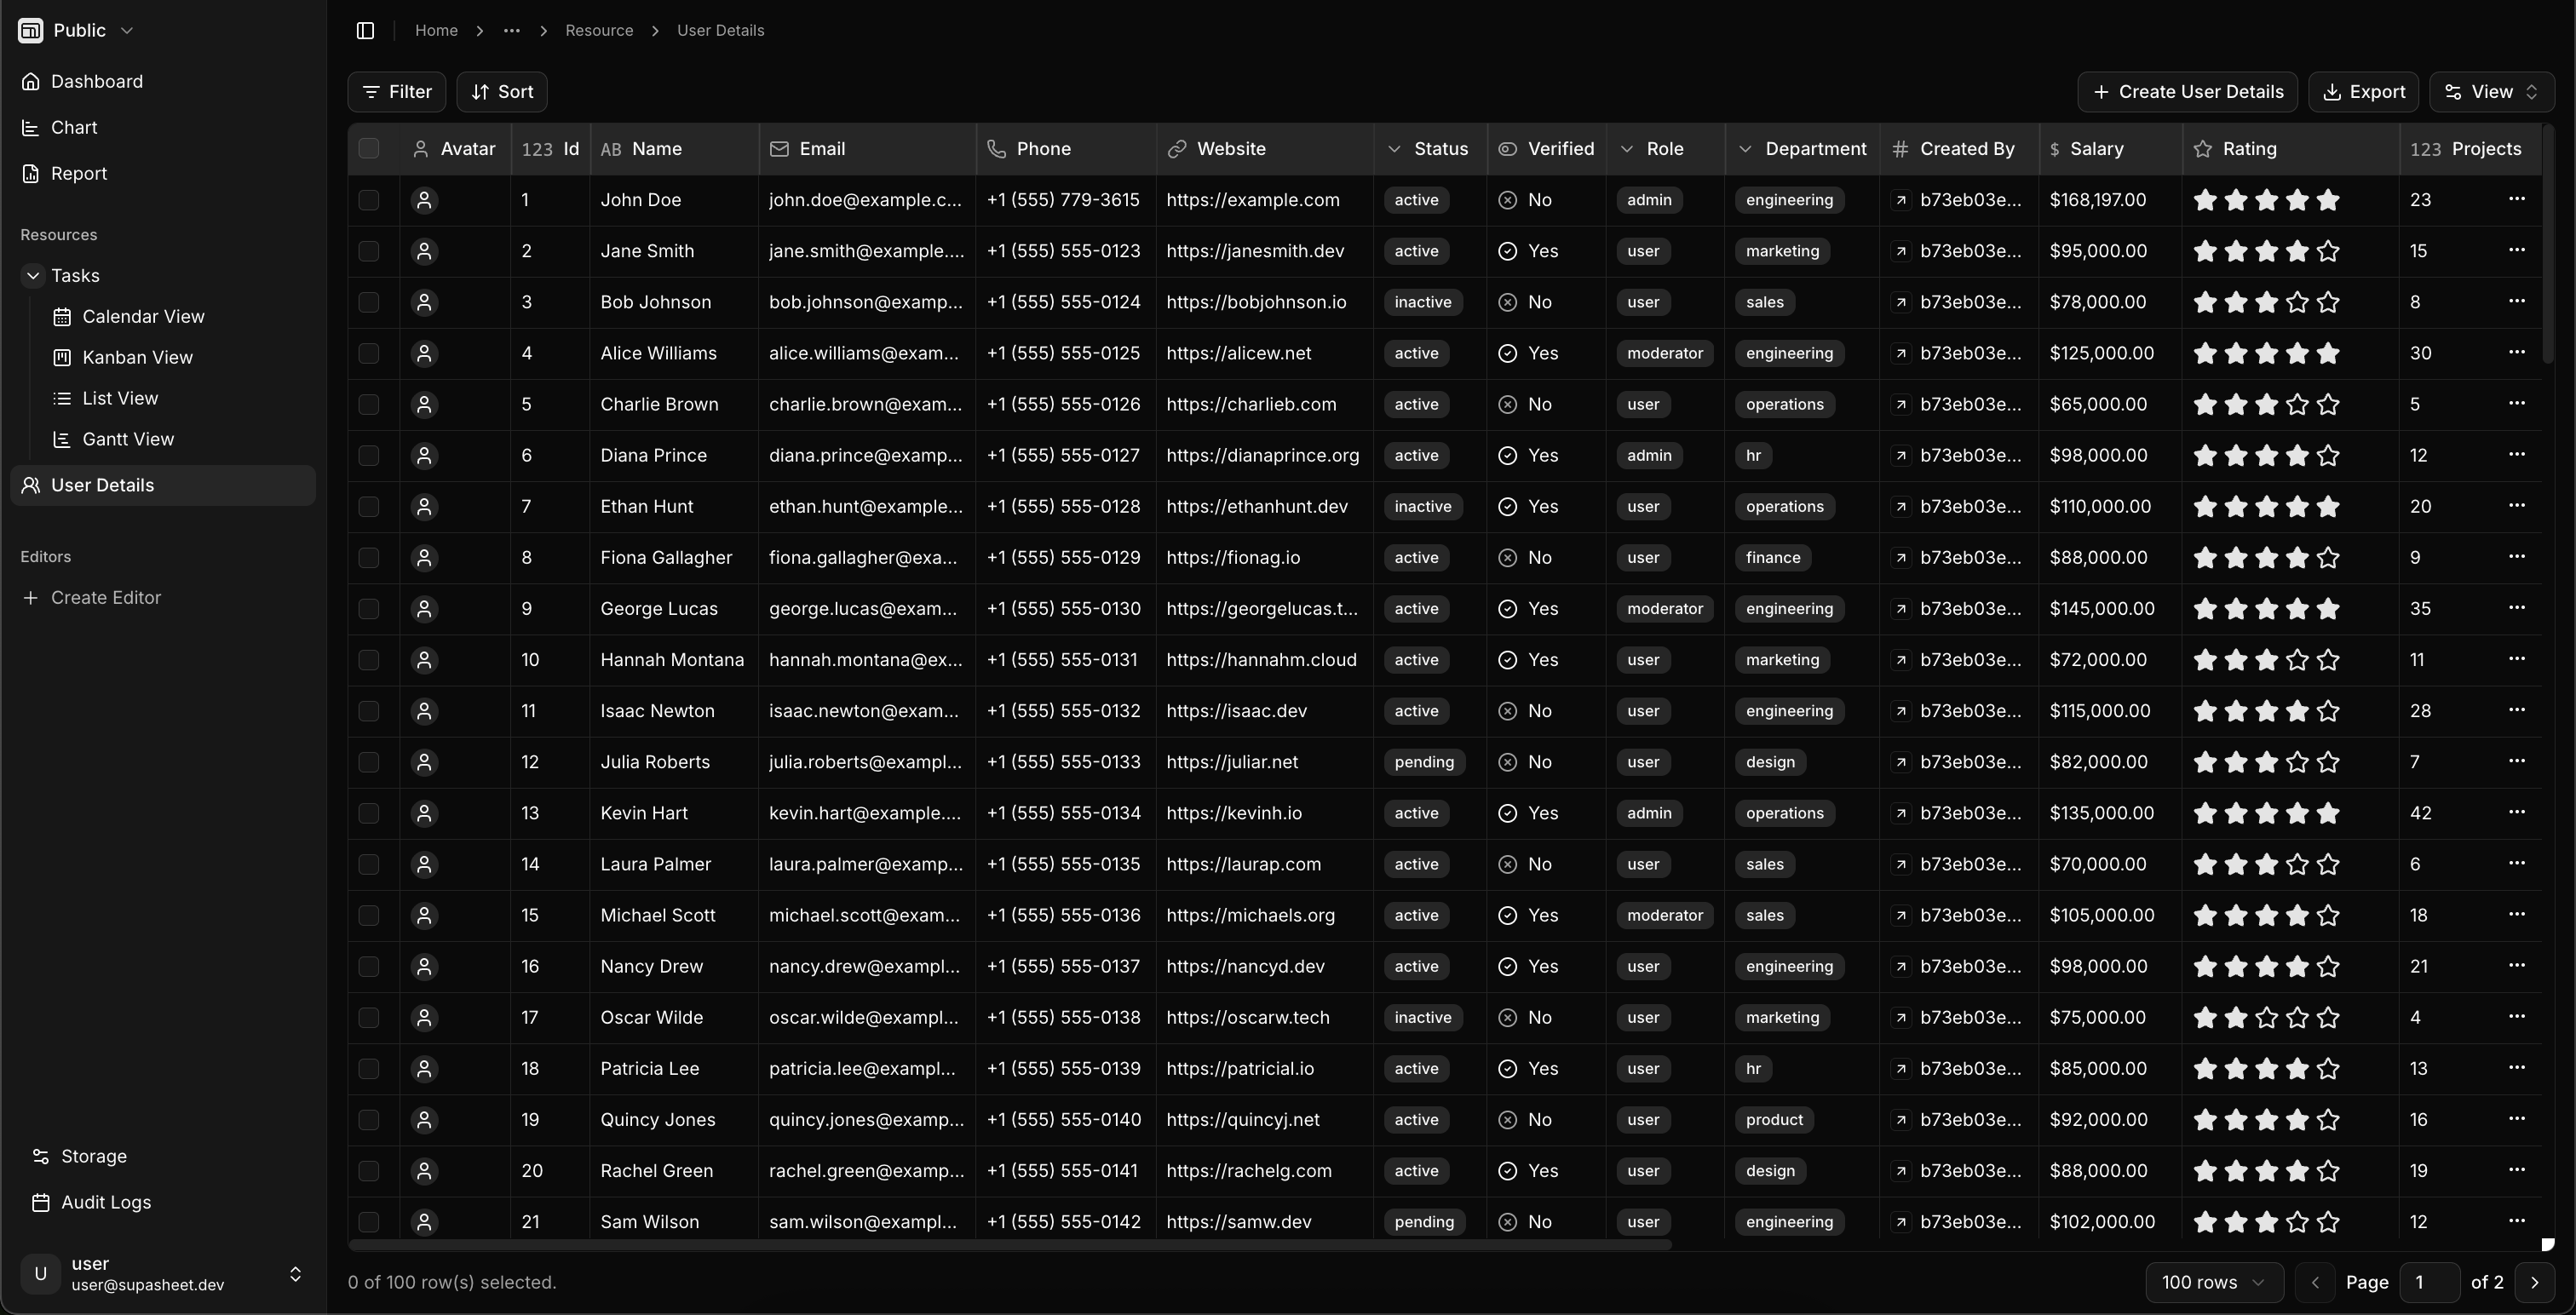 Public
Dashboard
Chart
Report
Resources
Tasks
Calendar View
Kanban View
List View
Gantt View
User Details
Editors
+ Create Editor
Storage
Audit Logs
U
user
user@supasheet.dev
Home > ··· > Resource > User Details
Filter Sort + Create User Details Export View
Avatar 123 Id AB Name Email Phone Website Status Verified Role Department # Created By $ Salary Rating 123 Projects
1 John Doe john.doe@example.c... +1 (555) 779-3615 https://example.com active No admin engineering b73eb03e... $168,197.00 23 ···
2 Jane Smith jane.smith@example.... +1 (555) 555-0123 https://janesmith.dev active Yes user marketing b73eb03e... $95,000.00 15 ···
3 Bob Johnson bob.johnson@examp... +1 (555) 555-0124 https://bobjohnson.io inactive No user sales b73eb03e... $78,000.00 8 ···
4 Alice Williams alice.williams@exam... +1 (555) 555-0125 https://alicew.net active Yes moderator engineering b73eb03e... $125,000.00 30 ···
5 Charlie Brown charlie.brown@exam... +1 (555) 555-0126 https://charlieb.com active No user operations b73eb03e... $65,000.00 5 ···
6 Diana Prince diana.prince@examp... +1 (555) 555-0127 https://dianaprince.org active Yes admin hr b73eb03e... $98,000.00 12 ···
7 Ethan Hunt ethan.hunt@example... +1 (555) 555-0128 https://ethanhunt.dev inactive Yes user operations b73eb03e... $110,000.00 20 ···
8 Fiona Gallagher fiona.gallagher@exa... +1 (555) 555-0129 https://fionag.io active No user finance b73eb03e... $88,000.00 9 ···
9 George Lucas george.lucas@exam... +1 (555) 555-0130 https://georgelucas.t... active Yes moderator engineering b73eb03e... $145,000.00 35 ···
10 Hannah Montana hannah.montana@ex... +1 (555) 555-0131 https://hannahm.cloud active Yes user marketing b73eb03e... $72,000.00 11 ···
11 Isaac Newton isaac.newton@exam... +1 (555) 555-0132 https://isaac.dev active No user engineering b73eb03e... $115,000.00 28 ···
12 Julia Roberts julia.roberts@exampl... +1 (555) 555-0133 https://juliar.net pending No user design b73eb03e... $82,000.00 7 ···
13 Kevin Hart kevin.hart@example.... +1 (555) 555-0134 https://kevinh.io active Yes admin operations b73eb03e... $135,000.00 42 ···
14 Laura Palmer laura.palmer@examp... +1 (555) 555-0135 https://laurap.com active No user sales b73eb03e... $70,000.00 6 ···
15 Michael Scott michael.scott@exam... +1 (555) 555-0136 https://michaels.org active Yes moderator sales b73eb03e... $105,000.00 18 ···
16 Nancy Drew nancy.drew@exampl... +1 (555) 555-0137 https://nancyd.dev active Yes user engineering b73eb03e... $98,000.00 21 ···
17 Oscar Wilde oscar.wilde@exampl... +1 (555) 555-0138 https://oscarw.tech inactive No user marketing b73eb03e... $75,000.00 4 ···
18 Patricia Lee patricia.lee@exampl... +1 (555) 555-0139 https://patricial.io active Yes user hr b73eb03e... $85,000.00 13 ···
19 Quincy Jones quincy.jones@examp... +1 (555) 555-0140 https://quincyj.net active No user product b73eb03e... $92,000.00 16 ···
20 Rachel Green rachel.green@examp... +1 (555) 555-0141 https://rachelg.com active Yes user design b73eb03e... $88,000.00 19 ···
21 Sam Wilson sam.wilson@exampl... +1 (555) 555-0142 https://samw.dev pending No user engineering b73eb03e... $102,000.00 12 ···
0 of 100 row(s) selected. 100 rows Page 1 of 2